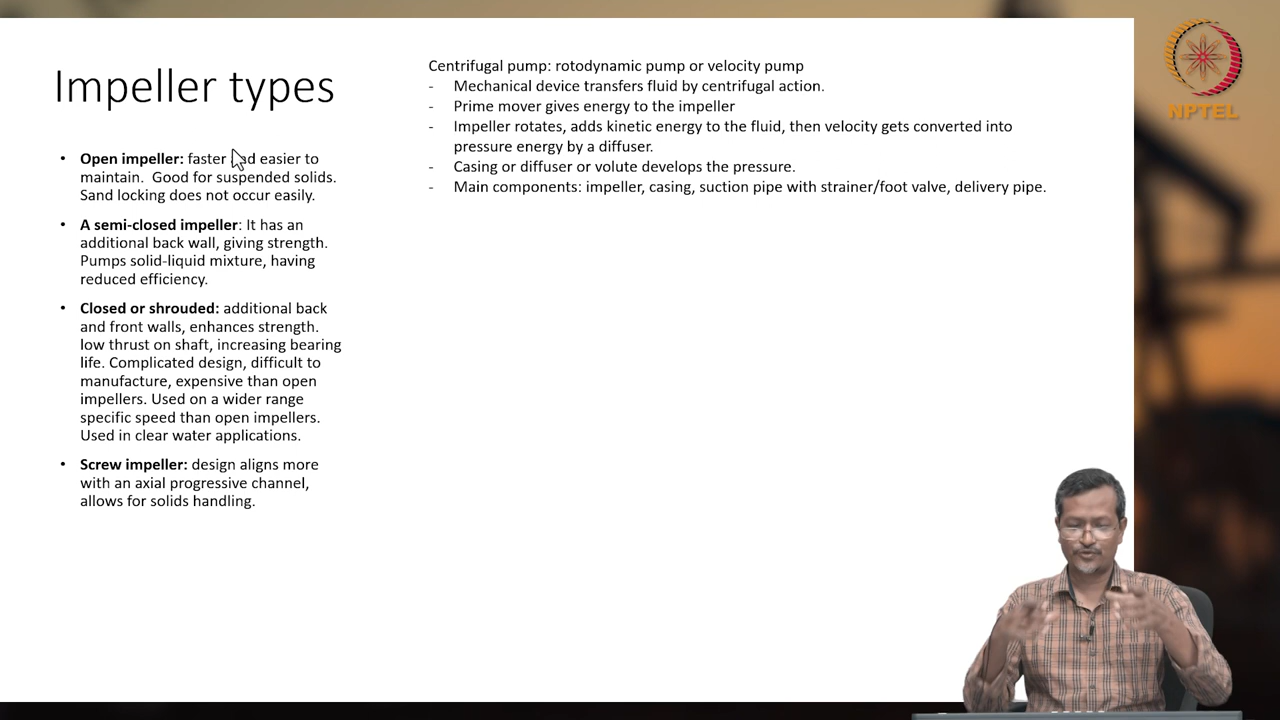 Impeller types
• Open impeller: faster and easier to
maintain. Good for suspended solids.
Sand locking does not occur easily.
• A semi-closed impeller: It has an
additional back wall, giving strength.
Pumps solid-liquid mixture, having
reduced efficiency.
• Closed or shrouded: additional back
and front walls, enhances strength.
low thrust on shaft, increasing bearing
life. Complicated design, difficult to
manufacture, expensive than open
impellers. Used on a wider range
specific speed than open impellers.
Used in clear water applications.
• Screw impeller: design aligns more
with an axial progressive channel,
allows for solids handling.
Centrifugal pump: rotodynamic pump or velocity pump
- Mechanical device transfers fluid by centrifugal action.
- Prime mover gives energy to the impeller
- Impeller rotates, adds kinetic energy to the fluid, then velocity gets converted into
pressure energy by a diffuser.
- Casing or diffuser or volute develops the pressure.
- Main components: impeller, casing, suction pipe with strainer/foot valve, delivery pipe.
NPTEL